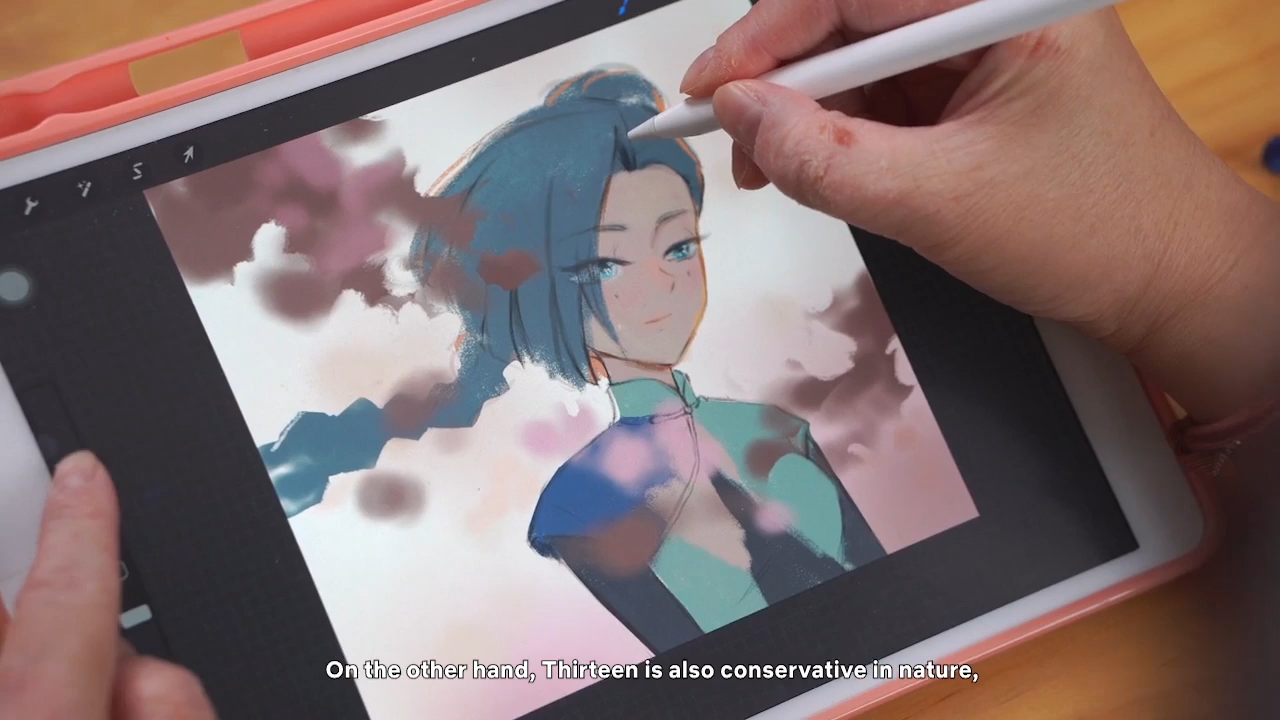 On the other hand, Thirteen is also conservative in nature,